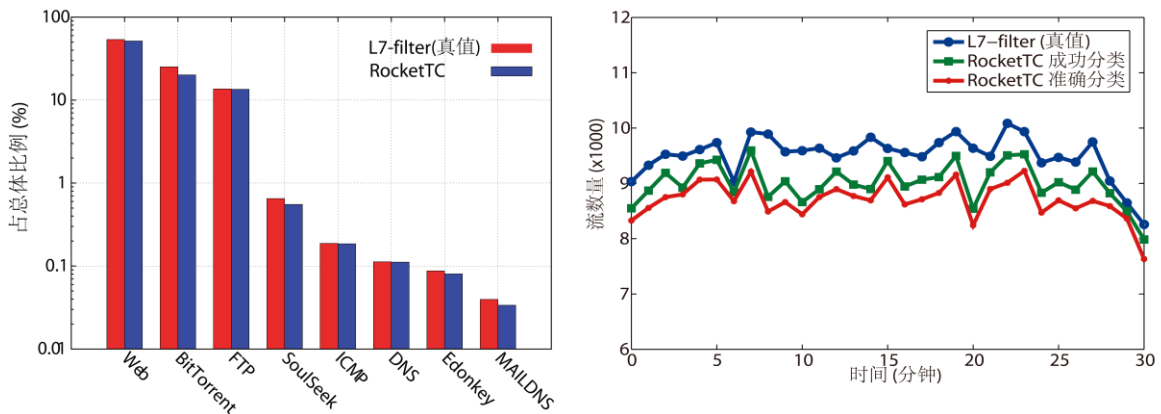 100
10
1
0.1
0.01
占总体比例 (%)
L7-filter(真值)
RocketTC
Web
BitTorrent
FTP
SoulSeek
ICMP
DNS
Edonkey
MAILDNS
12
11
10
9
8
7
6
流数量 (x1000)
L7-filter (真值)
RocketTC 成功分类
RocketTC 准确分类
0
5
10
15
20
25
30
时间 (分钟)